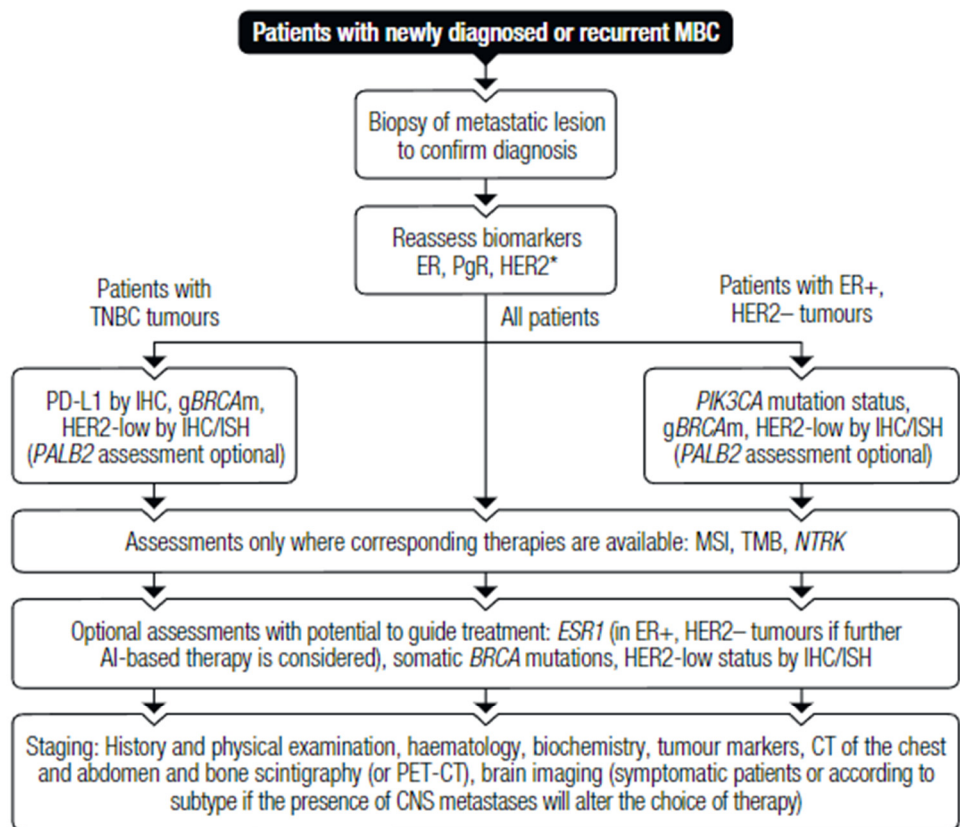 Patients with newly diagnosed or recurrent MBC
Biopsy of metastatic lesion
to confirm diagnosis
Reassess biomarkers
ER, PgR, HER2*
Patients with
TNBC tumours
All patients
Patients with ER+,
HER2– tumours
PD-L1 by IHC, gBRCAm,
HER2-low by IHC/ISH
(PALB2 assessment optional)
PIK3CA mutation status,
gBRCAm, HER2-low by IHC/ISH
(PALB2 assessment optional)
Assessments only where corresponding therapies are available: MSI, TMB, NTRK
Optional assessments with potential to guide treatment: ESR1 (in ER+, HER2– tumours if further
AI-based therapy is considered), somatic BRCA mutations, HER2-low status by IHC/ISH
Staging: History and physical examination, haematology, biochemistry, tumour markers, CT of the chest
and abdomen and bone scintigraphy (or PET-CT), brain imaging (symptomatic patients or according to
subtype if the presence of CNS metastases will alter the choice of therapy)